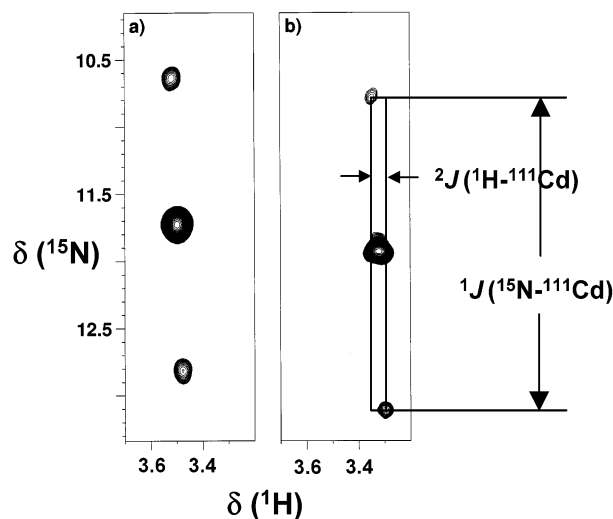 a)
b)
10.5
11.5
12.5
δ (¹⁵N)
²J(¹H-¹¹¹Cd)
¹J(¹⁵N-¹¹¹Cd)
3.6 3.4
3.6 3.4
δ (¹H)